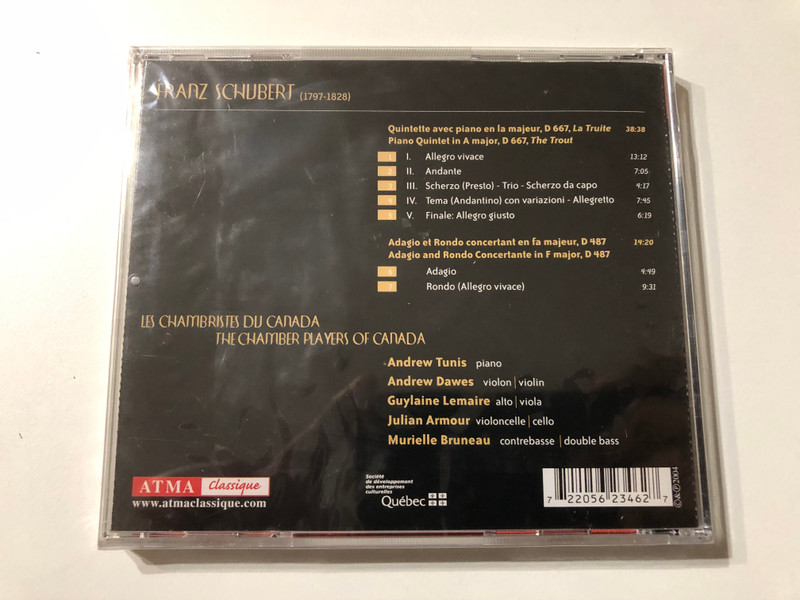 FRANZ SCHUBERT (1797-1828)
Quintette avec piano en la majeur, D 667, La Truite 38:38
Piano Quintet in A major, D 667, The Trout
1 I. Allegro vivace 13:12
2 II. Andante 7:05
3 III. Scherzo (Presto) - Trio - Scherzo da capo 4:17
4 IV. Tema (Andantino) con variazioni - Allegretto 7:45
5 V. Finale: Allegro giusto 6:19
Adagio et Rondo concertant en fa majeur, D 487 14:20
Adagio and Rondo Concertante in F major, D 487
6 Adagio 4:49
7 Rondo (Allegro vivace) 9:31
LES CHAMBRISTES DU CANADA
THE CHAMBER PLAYERS OF CANADA
Andrew Tunis piano
Andrew Dawes violon | violin
Guylaine Lemaire alto | viola
Julian Armour violoncelle | cello
Murielle Bruneau contrebasse | double bass
ATMA Classique
www.atmaclassique.com
Société
de développement
des entreprises
culturelles
Québec
7 22056 23462 7
©&℗2004